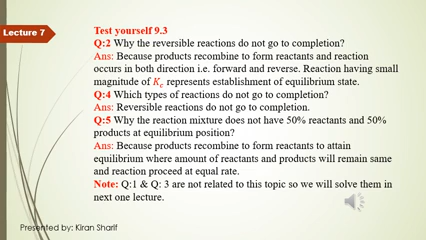 Lecture 7
Test yourself 9.3
Q:2 Why the reversible reactions do not go to completion?
Ans: Because products recombine to form reactants and reaction
occurs in both direction i.e. forward and reverse. Reaction having small
magnitude of K_c represents establishment of equilibrium state.
Q:4 Which types of reactions do not go to completion?
Ans: Reversible reactions do not go to completion.
Q:5 Why the reaction mixture does not have 50% reactants and 50%
products at equilibrium position?
Ans: Because products recombine to form reactants to attain
equilibrium where amount of reactants and products will remain same
and reaction proceed at equal rate.
Note: Q:1 & Q: 3 are not related to this topic so we will solve them in
next one lecture.
Presented by: Kiran Sharif